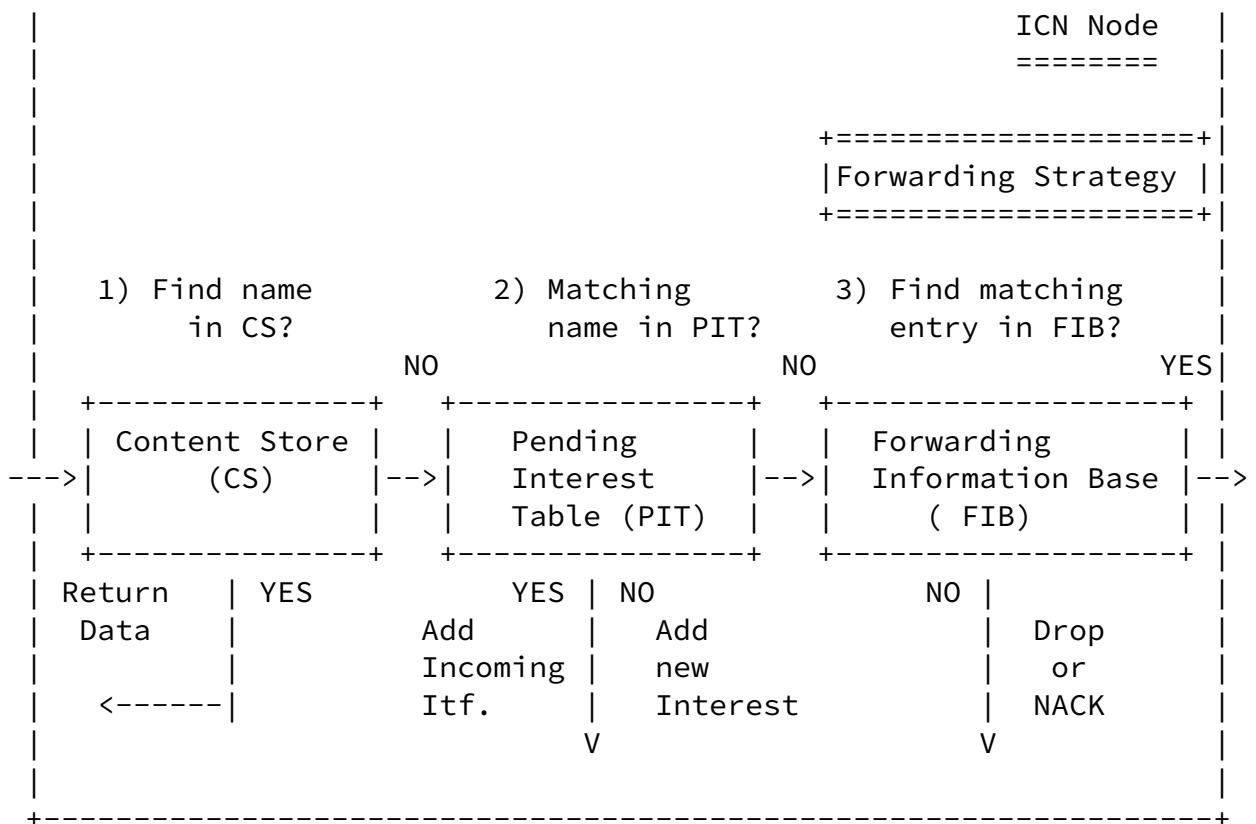 ICN Node
========
+====================+
|Forwarding Strategy |
+====================+
1) Find name 2) Matching 3) Find matching
in CS? name in PIT? entry in FIB?
NO NO YES
+---------------+ +----------------+ +-------------------+
| Content Store | | Pending | | Forwarding |
--->| (CS) |-->| Interest |-->| Information Base |-->
| | | Table (PIT) | | ( FIB) |
+---------------+ +----------------+ +-------------------+
Return | YES YES | NO NO |
Data | Add | Add | Drop
| Incoming | new | or
<------| Itf. | Interest | NACK
V V
+-----------------------------------------------------------------+